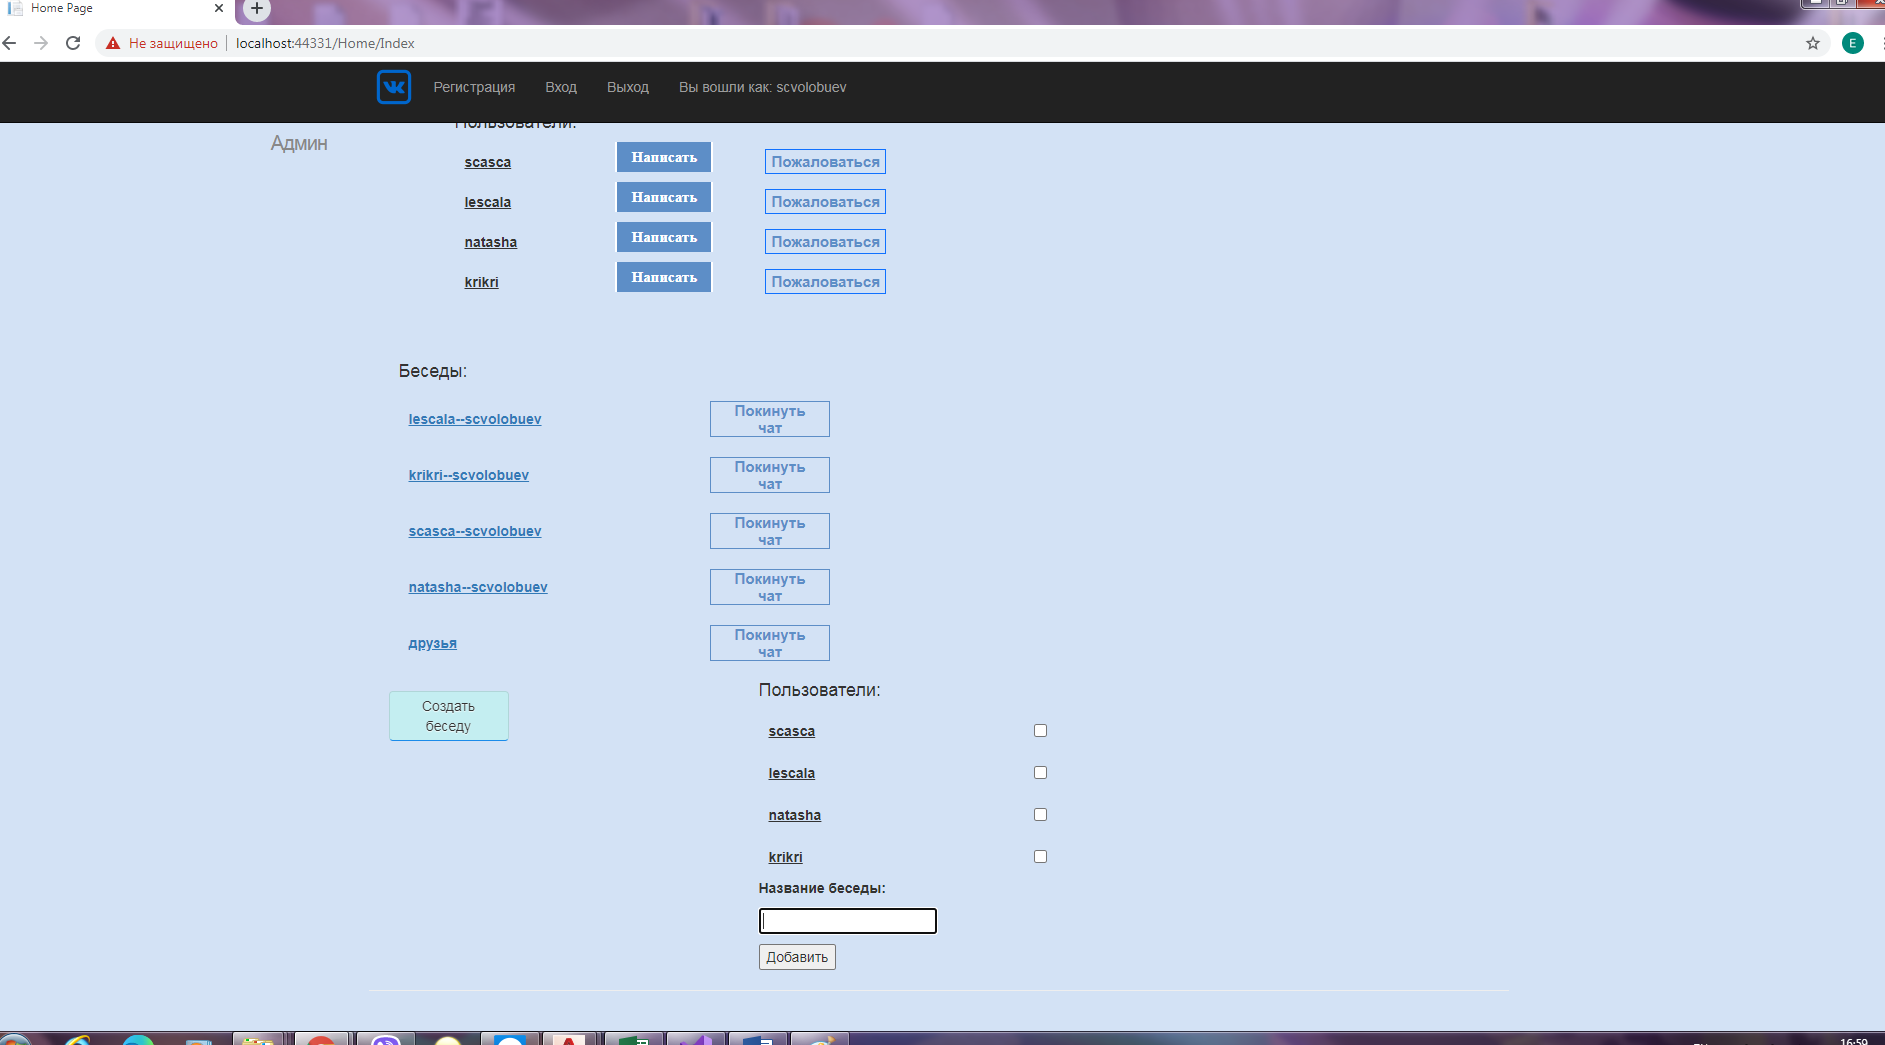 Home Page
Не защищено
localhost:44331/Home/Index
E
Регистрация Вход Выход Вы вошли как: scvolobuev
Пользователи:
Админ
scasca Написать Пожаловаться
lescala Написать Пожаловаться
natasha Написать Пожаловаться
krikri Написать Пожаловаться
Беседы:
lescala--scvolobuev Покинуть чат
krikri--scvolobuev Покинуть чат
scasca--scvolobuev Покинуть чат
natasha--scvolobuev Покинуть чат
друзья Покинуть чат
Создать
беседу
Пользователи:
scasca
lescala
natasha
krikri
Название беседы:
Добавить
16:59